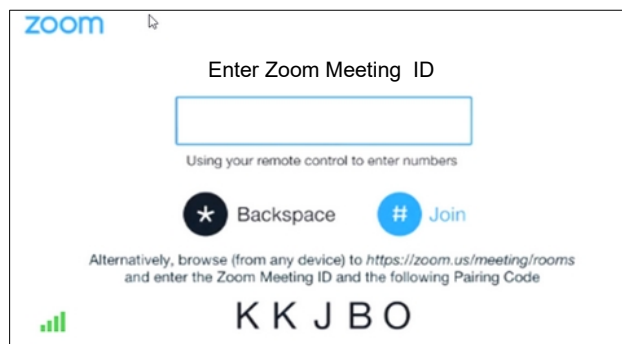 zoom
Enter Zoom Meeting ID
Using your remote control to enter numbers
* Backspace # Join
Alternatively, browse (from any device) to https://zoom.us/meeting/rooms
and enter the Zoom Meeting ID and the following Pairing Code
K K J B O